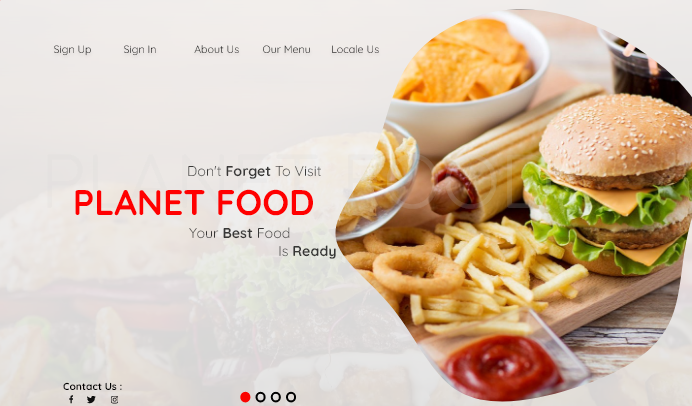 Sign Up Sign In About Us Our Menu Locale Us
Don't Forget To Visit
PLANET FOOD
Your Best Food
Is Ready
Contact Us :